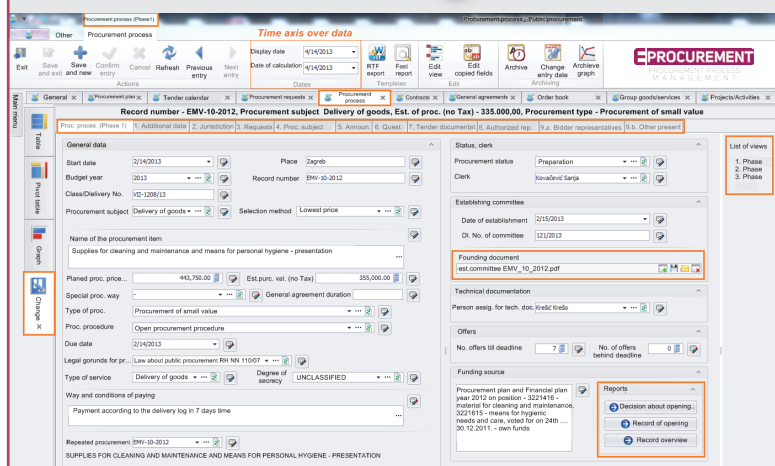 Procurement process (Phase1)
Procurement process - Public procurement
Other
Procurement process
Time axis over data
Exit
Save and exit
Save and new
Confirm entry
Cancel
Refresh
Previous entry
Next entry
Actions
Display date 4/14/2013
Date of calculation 4/14/2013
Dates
RTF export
Fast report
Templates
Edit view
Edit copied fields
Edit
Archive
Change entry date
Archieve graph
Archiving
EPROCUREMENT
PROCUREMENT PROCESS
MANAGEMENT
Main menu
General x
Procurement plan x
Tender calendar x
Procurement requests x
Procurement process x
Contracts x
General agreements x
Order book x
Group goods/services x
Projects/Activities x
Record number - EMV-10-2012, Procurement subject Delivery of goods, Est. of proc. (no Tax) - 335.000,00, Procurement type - Procurement of small value
Table
Pivot table
Graph
Change x
Proc. proces. (Phase 1)
1. Additional data
2. Jurisdiction
3. Requests
4. Proc. subject
5. Announ.
6. Quest.
7. Tender documentat
8. Authorized rep.
9.a. Bidder representatives
9.b. Other present
General data
Start date 2/14/2013
Place Zagreb
Budget year 2013
Record number EMV-10-2012
Class/Dielivery No. VII-1208/13
Procurement subject Delivery of goods
Selection method Lowest price
Name of the procurement item
Supplies for cleaning and maintenance and means for personal hygiene - presentation
Planed proc. price... 443,750.00
Est.purc. val. (no Tax) 355,000.00
Special proc. way -
General agreement duration
Type of proc. Procurement of small value
Proc. procedure Open procurement procedure
Due date 2/14/2013
Legal gorunds for pr... Law about public procurement RH NN 110/07
Type of service Delivery of goods
Degree of secrecy UNCLASSIFIED
Way and conditions of paying
Payment according to the delivery log in 7 days time
Repeated procurement EMV-10-2012
SUPPLIES FOR CLEANING AND MAINTENANCE AND MEANS FOR PERSONAL HYGIENE - PRESENTATION
Status, clerk
Procurement status Preparation
Clerk Kovačević Sanja
Establishing committee
Date of establishment 2/15/2013
Dl. No. of committee 121/2013
Founding document
est.committee EMV_10_2012.pdf
Technical documentation
Person assig. for tech. doc. Krešić Krešo
Offers
No. offers till deadline 7
No. of offers behind deadline 0
Funding source
Procurement plan and Financial plan
year 2012 on position - 3221416 -
material for cleaning and maintenance,
3221615 - means for hygienic
needs and care, voted for on 24th ....
30.12.2011. - own funds
Reports
Decision about opening..
Record of opening
Record overview
List of views
1. Phase
2. Phase
3. Phase